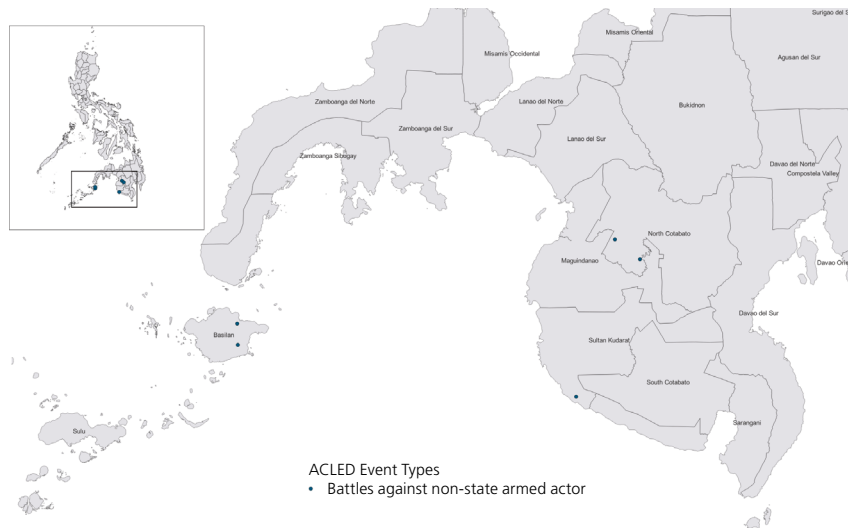 Surigao del S
Misamis Oriental
Misamis Occidental
Agusan del Sur
Zamboanga del Norte
Lanao del Norte
Bukidnon
Zamboanga del Sur
Lanao del Sur
Zamboanga Sibugay
Davao del Norte
Compostela Valley
North Cotabato
Maguindanao
Davao Orie
Davao del Sur
Basilan
Sultan Kudarat
South Cotabato
Sarangani
Sulu
ACLED Event Types
• Battles against non-state armed actor